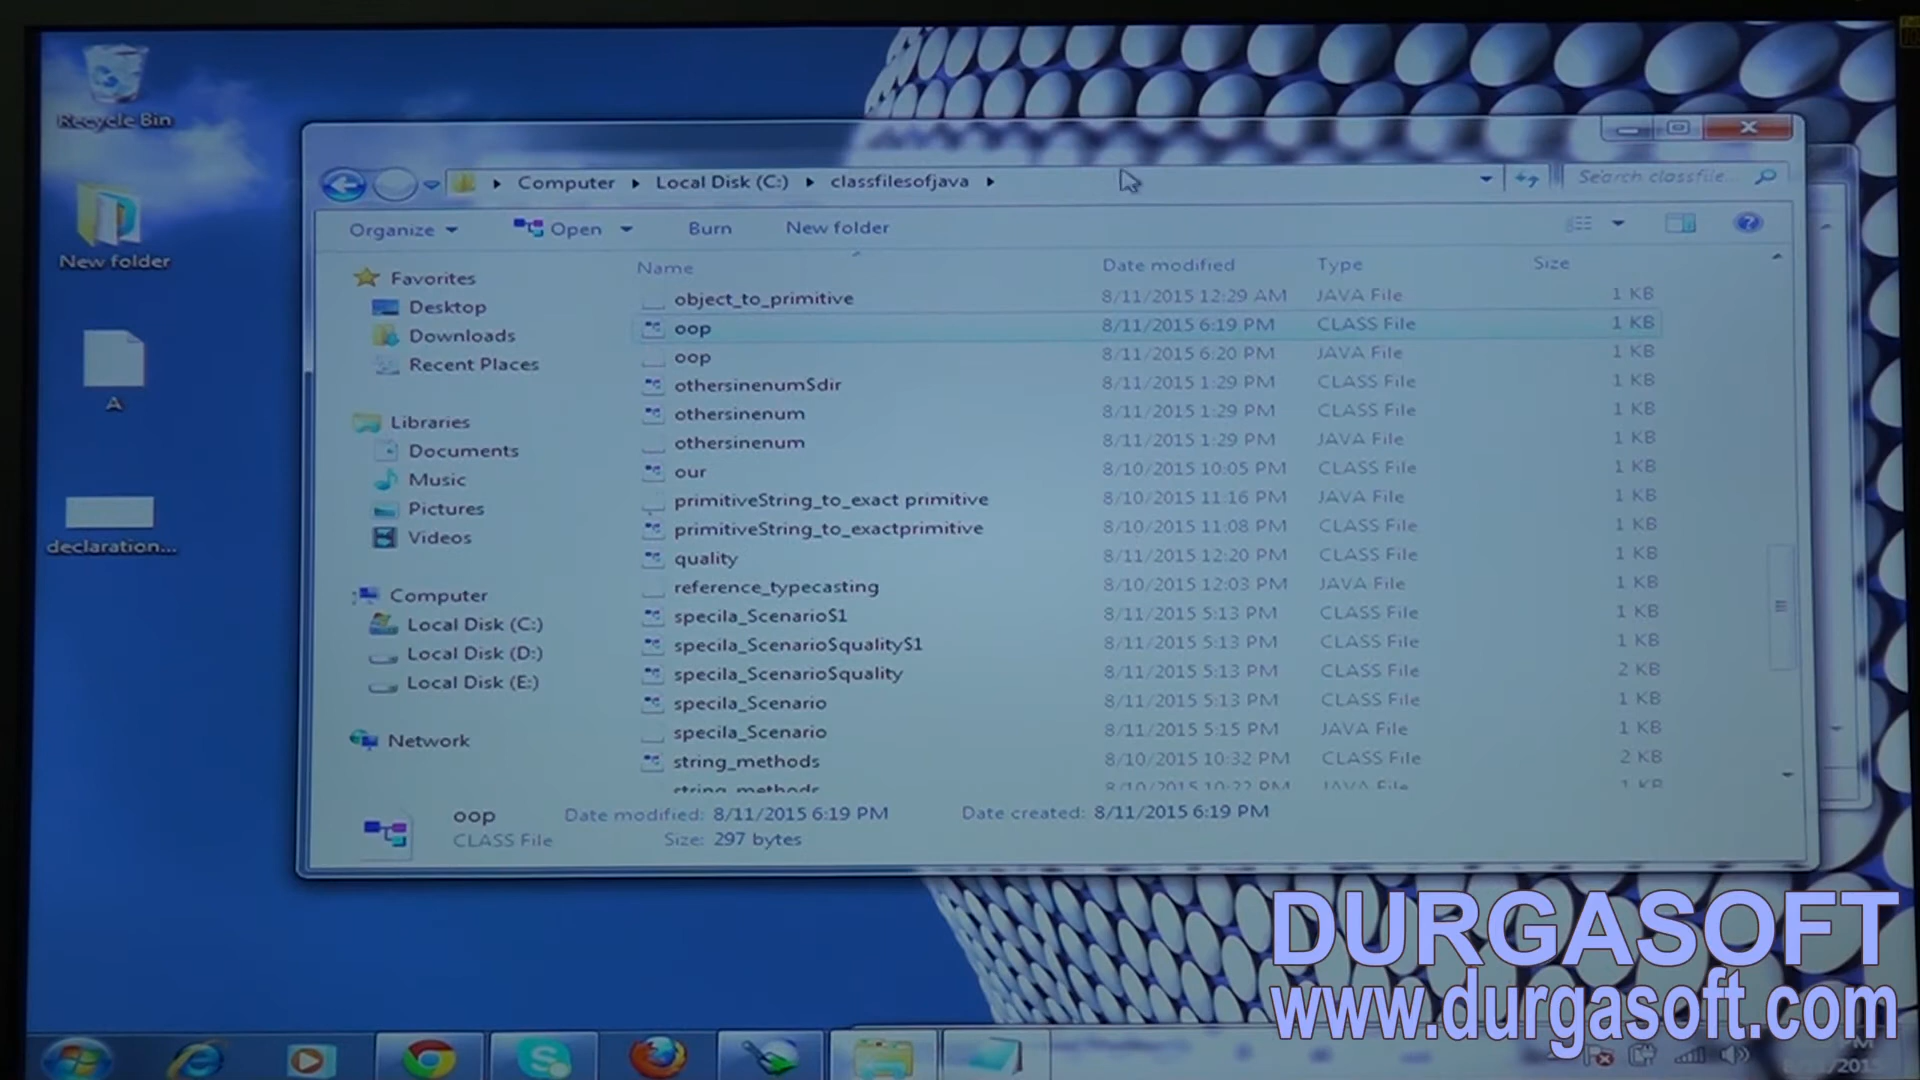 Recycle Bin
New folder
A
declaration...
Computer Local Disk (C:) classfilesofjava
Search classfile...
Organize Open Burn New folder
Name Date modified Type Size
object_to_primitive 8/11/2015 12:29 AM JAVA File 1 KB
oop 8/11/2015 6:19 PM CLASS File 1 KB
oop 8/11/2015 6:20 PM JAVA File 1 KB
othersinenum$dir 8/11/2015 1:29 PM CLASS File 1 KB
othersinenum 8/11/2015 1:29 PM CLASS File 1 KB
othersinenum 8/11/2015 1:29 PM JAVA File 1 KB
our 8/10/2015 10:05 PM CLASS File 1 KB
primitiveString_to_exact primitive 8/10/2015 11:16 PM JAVA File 1 KB
primitiveString_to_exactprimitive 8/10/2015 11:08 PM CLASS File 1 KB
quality 8/11/2015 12:20 PM CLASS File 1 KB
reference_typecasting 8/10/2015 12:03 PM JAVA File 1 KB
specila_Scenario$1 8/11/2015 5:13 PM CLASS File 1 KB
specila_Scenario$quality$1 8/11/2015 5:13 PM CLASS File 1 KB
specila_Scenario$quality 8/11/2015 5:13 PM CLASS File 2 KB
specila_Scenario 8/11/2015 5:13 PM CLASS File 1 KB
specila_Scenario 8/11/2015 5:15 PM JAVA File 1 KB
string_methods 8/10/2015 10:32 PM CLASS File 2 KB
Favorites
Desktop
Downloads
Recent Places
Libraries
Documents
Music
Pictures
Videos
Computer
Local Disk (C:)
Local Disk (D:)
Local Disk (E:)
Network
oop Date modified: 8/11/2015 6:19 PM Date created: 8/11/2015 6:19 PM
CLASS File Size: 297 bytes
DURGASOFT
www.durgasoft.com